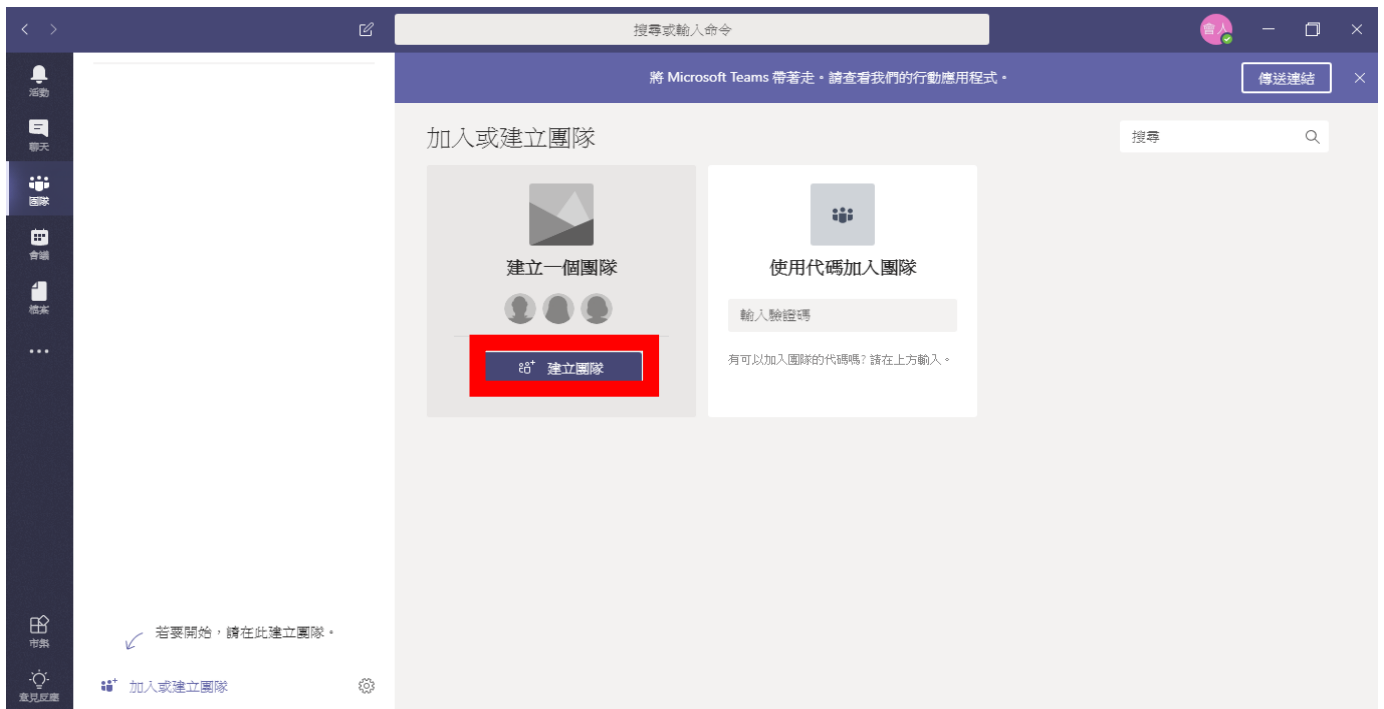 搜尋或輸入命令
會人
活動
聊天
團隊
會議
檔案
市集
意見反應
若要開始，請在此建立團隊。
加入或建立團隊
將 Microsoft Teams 帶著走。請查看我們的行動應用程式。
傳送連結
加入或建立團隊
搜尋
建立一個團隊
建立團隊
使用代碼加入團隊
輸入驗證碼
有可以加入團隊的代碼嗎? 請在上方輸入。